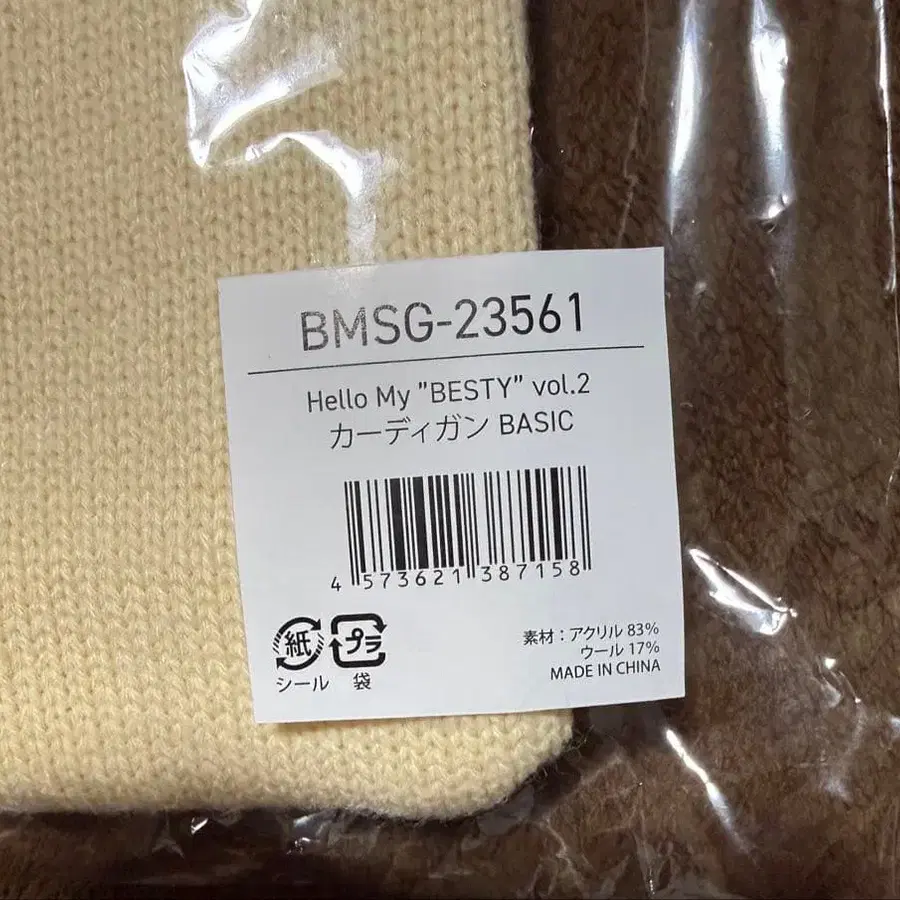 BMSG-23561
Hello My "BESTY" vol.2
カーディガン BASIC
4 573621 387158
紙
シール
プラ
袋
素材：アクリル 83%
ウール 17%
MADE IN CHINA